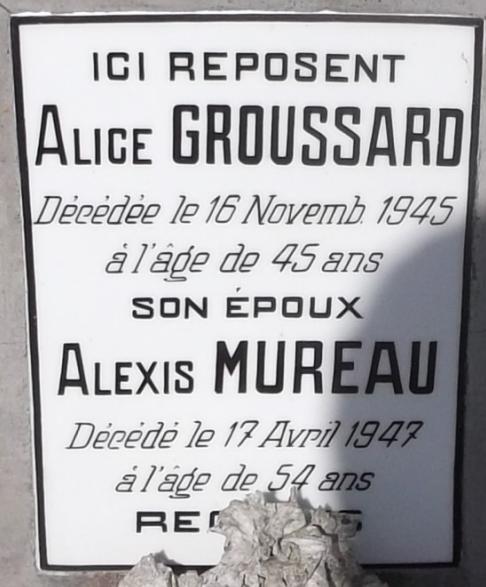 ICI REPOSENT
ALICE GROUSSARD
Décédée le 16 Novemb. 1945
à l'âge de 45 ans
SON ÉPOUX
ALEXIS MUREAU
Décédé le 17 Avril 1947
à l'âge de 54 ans